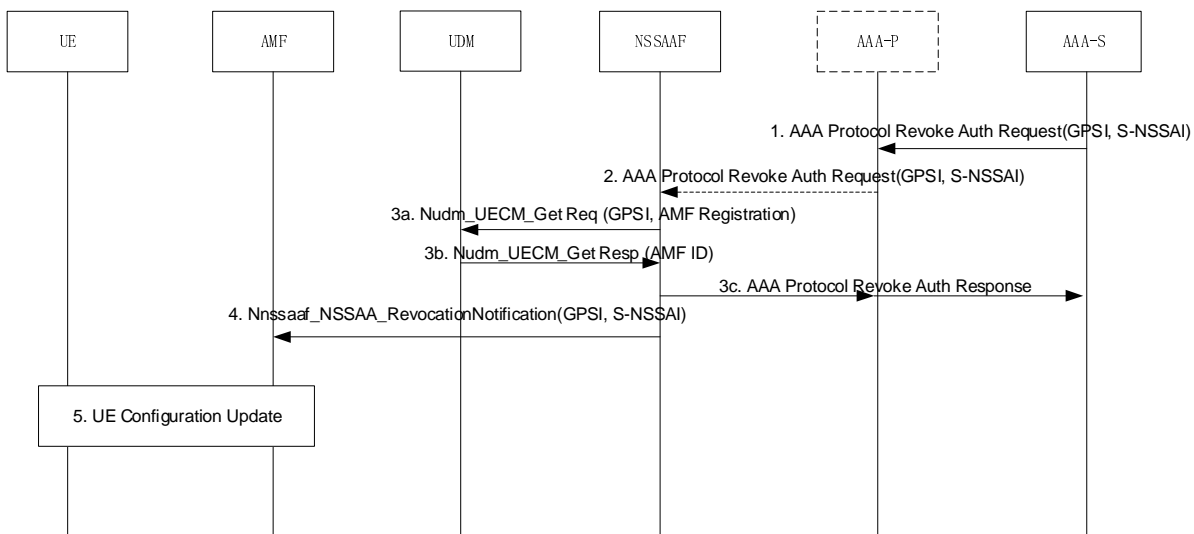 UE
AMF
UDM
NSSAAF
AAA-P
AAA-S
1. AAA Protocol Revoke Auth Request(GPSI, S-NSSAI)
2. AAA Protocol Revoke Auth Request(GPSI, S-NSSAI)
3a. Nudm_UECM_Get Req (GPSI, AMF Registration)
3b. Nudm_UECM_Get Resp (AMF ID)
3c. AAA Protocol Revoke Auth Response
4. Nnssaaf_NSSAA_RevocationNotification(GPSI, S-NSSAI)
5. UE Configuration Update